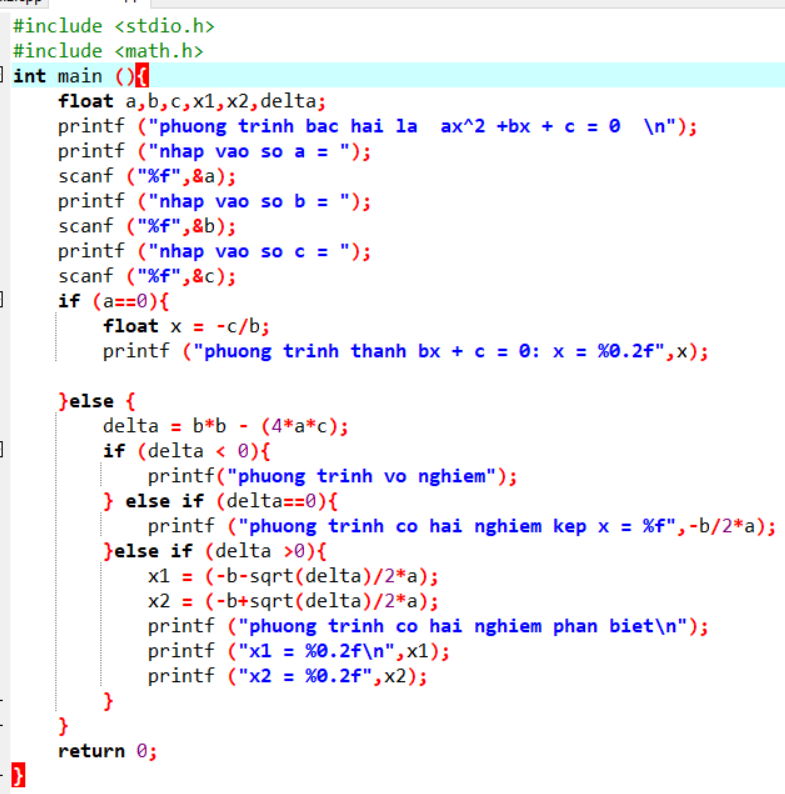 #include <stdio.h>
#include <math.h>
int main (){
float a,b,c,x1,x2,delta;
printf ("phuong trinh bac hai la  ax^2 +bx + c = 0  \n");
printf ("nhap vao so a = ");
scanf ("%f",&a);
printf ("nhap vao so b = ");
scanf ("%f",&b);
printf ("nhap vao so c = ");
scanf ("%f",&c);
if (a==0){
float x = -c/b;
printf ("phuong trinh thanh bx + c = 0: x = %0.2f",x);
}else {
delta = b*b - (4*a*c);
if (delta < 0){
printf("phuong trinh vo nghiem");
} else if (delta==0){
printf ("phuong trinh co hai nghiem kep x = %f",-b/2*a);
}else if (delta >0){
x1 = (-b-sqrt(delta)/2*a);
x2 = (-b+sqrt(delta)/2*a);
printf ("phuong trinh co hai nghiem phan biet\n");
printf ("x1 = %0.2f\n",x1);
printf ("x2 = %0.2f",x2);
}
}
return 0;
}